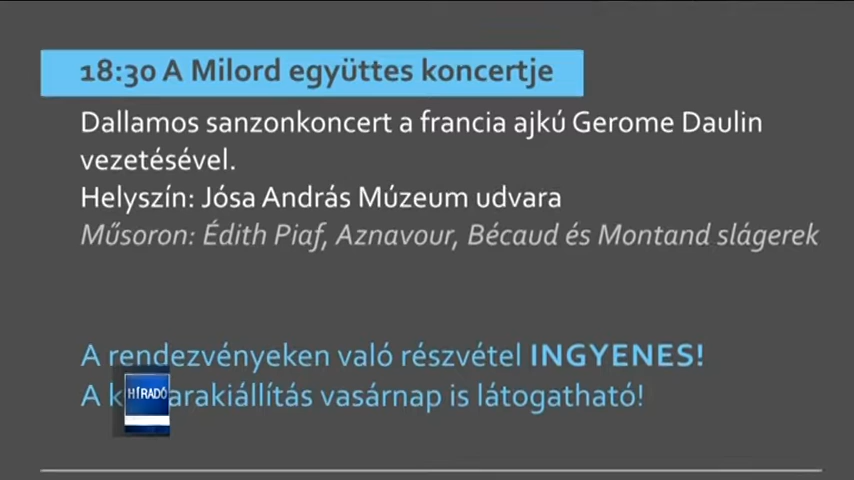 18:30 A Milord együttes koncertje
Dallamos sanzonkoncert a francia ajkú Gerome Daulin
vezetésével.
Helyszín: Jósa András Múzeum udvara
Műsoron: Édith Piaf, Aznavour, Bécaud és Montand slágerek
A rendezvényeken való részvétel INGYENES!
A vasárnap is látogatható!
HÍRADÓ